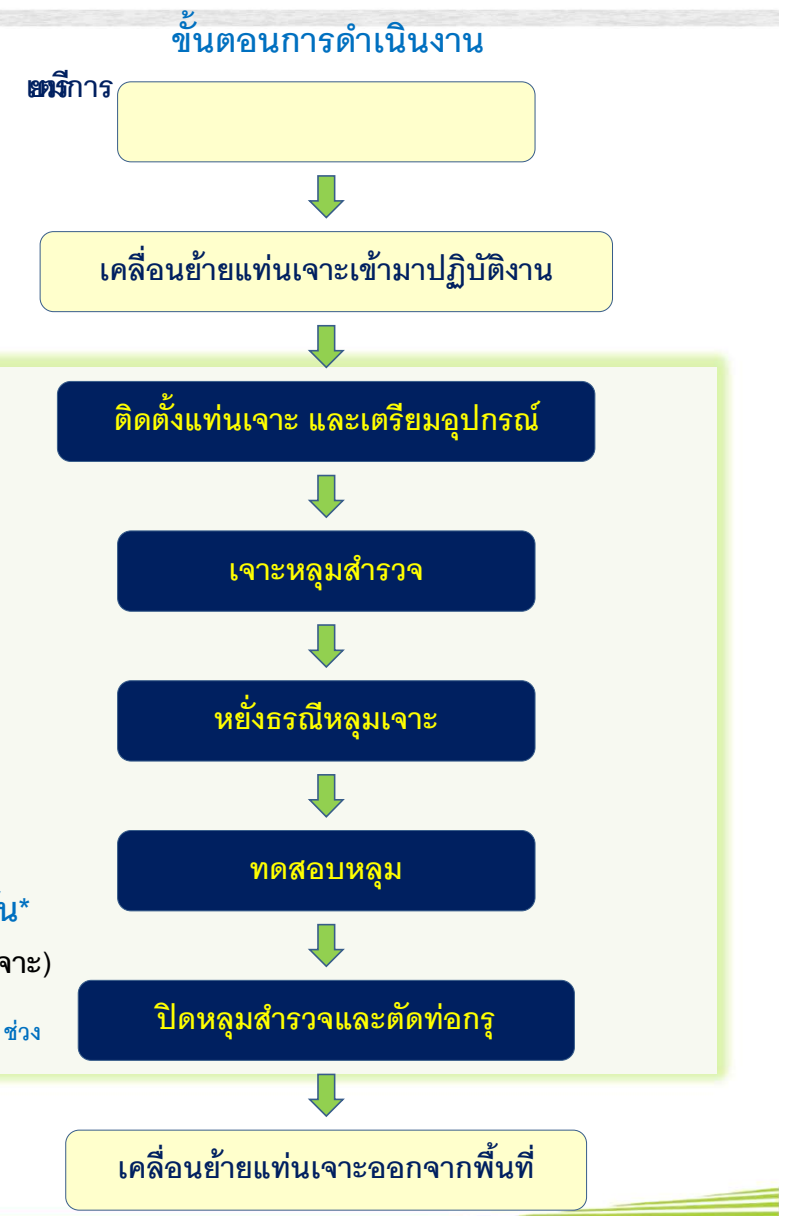 ขั้นตอนการดำเนินงาน
การ
เคลื่อนย้ายแท่นเจาะเข้ามาปฏิบัติงาน
ติดตั้งแท่นเจาะ และเตรียมอุปกรณ์
เจาะหลุมสำรวจ
หยั่งธรณีหลุมเจาะ
ทดสอบหลุม
จาะ)
ปิดหลุมสำรวจและตัดท่อกรุ
ช่วง
เคลื่อนย้ายแท่นเจาะออกจากพื้นที่